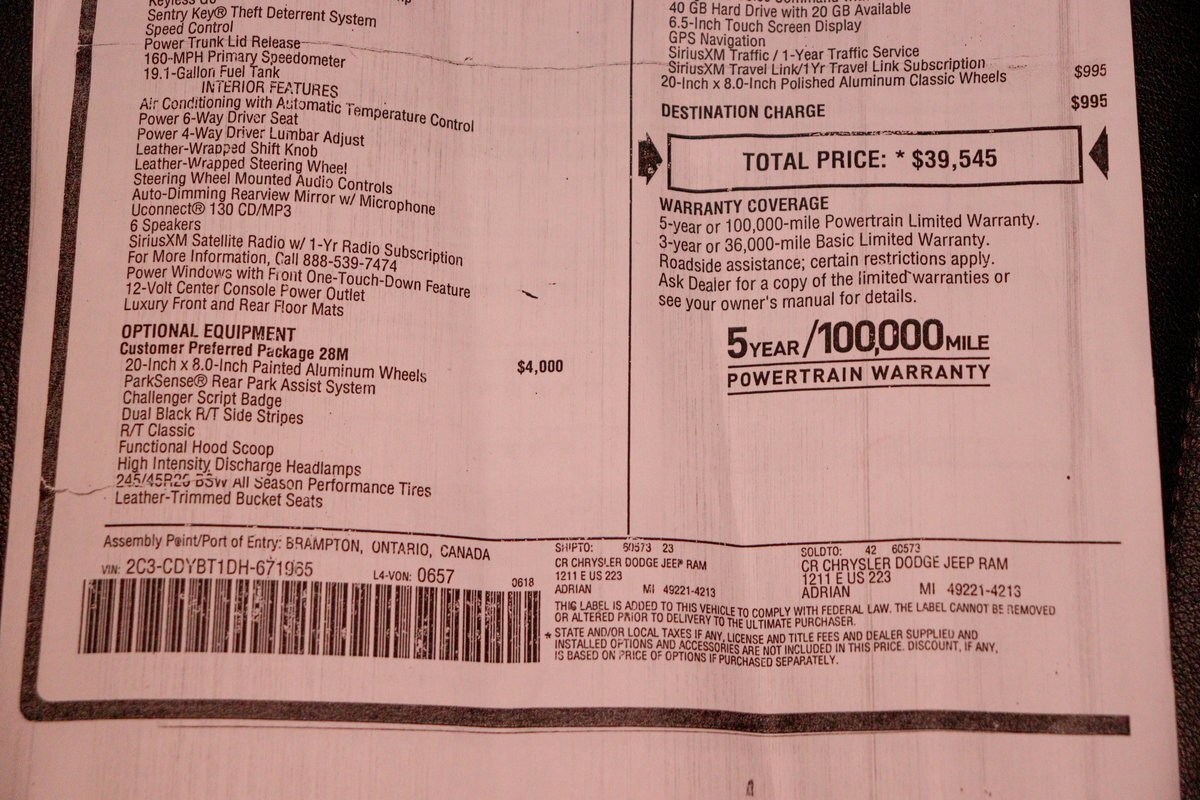 Keyless Go
Sentry Key® Theft Deterrent System
Speed Control
Power Trunk Lid Release
160-MPH Primary Speedometer
19.1-Gallon Fuel Tank
INTERIOR FEATURES
Air Conditioning with Automatic Temperature Control
Power 6-Way Driver Seat
Power 4-Way Driver Lumbar Adjust
Leather-Wrapped Shift Knob
Leather-Wrapped Steering Wheel
Steering Wheel Mounted Audio Controls
Auto-Dimming Rearview Mirror w/ Microphone
Uconnect® 130 CD/MP3
6 Speakers
SiriusXM Satellite Radio w/ 1-Yr Radio Subscription
For More Information, Call 888-539-7474
Power Windows with Front One-Touch-Down Feature
12-Volt Center Console Power Outlet
Luxury Front and Rear Floor Mats
OPTIONAL EQUIPMENT
Customer Preferred Package 28M $4,000
20-Inch x 8.0-Inch Painted Aluminum Wheels
ParkSense® Rear Park Assist System
Challenger Script Badge
Dual Black R/T Side Stripes
R/T Classic
Functional Hood Scoop
High Intensity Discharge Headlamps
245/45R20 BSW All Season Performance Tires
Leather-Trimmed Bucket Seats
40 GB Hard Drive with 20 GB Available
6.5-Inch Touch Screen Display
GPS Navigation
SiriusXM Traffic / 1-Year Traffic Service
SiriusXM Travel Link/1Yr Travel Link Subscription
20-Inch x 8.0-Inch Polished Aluminum Classic Wheels $995
DESTINATION CHARGE $995
TOTAL PRICE: * $39,545
WARRANTY COVERAGE
5-year or 100,000-mile Powertrain Limited Warranty.
3-year or 36,000-mile Basic Limited Warranty.
Roadside assistance; certain restrictions apply.
Ask Dealer for a copy of the limited warranties or
see your owner's manual for details.
5 YEAR/100,000 MILE
POWERTRAIN WARRANTY
Assembly Point/Port of Entry: BRAMPTON, ONTARIO, CANADA
VIN: 2C3-CDYBT1DH-671965 L4-VON: 0657
0618
SHIPTO: 60573 23
CR CHRYSLER DODGE JEEP RAM
1211 E US 223
ADRIAN MI 49221-4213
SOLDTO: 42 60573
CR CHRYSLER DODGE JEEP RAM
1211 E US 223
ADRIAN MI 49221-4213
THIS LABEL IS ADDED TO THIS VEHICLE TO COMPLY WITH FEDERAL LAW. THE LABEL CANNOT BE REMOVED
OR ALTERED PRIOR TO DELIVERY TO THE ULTIMATE PURCHASER.
* STATE AND/OR LOCAL TAXES IF ANY, LICENSE AND TITLE FEES AND DEALER SUPPLIED AND
INSTALLED OPTIONS AND ACCESSORIES ARE NOT INCLUDED IN THIS PRICE. DISCOUNT, IF ANY,
IS BASED ON PRICE OF OPTIONS IF PURCHASED SEPARATELY.